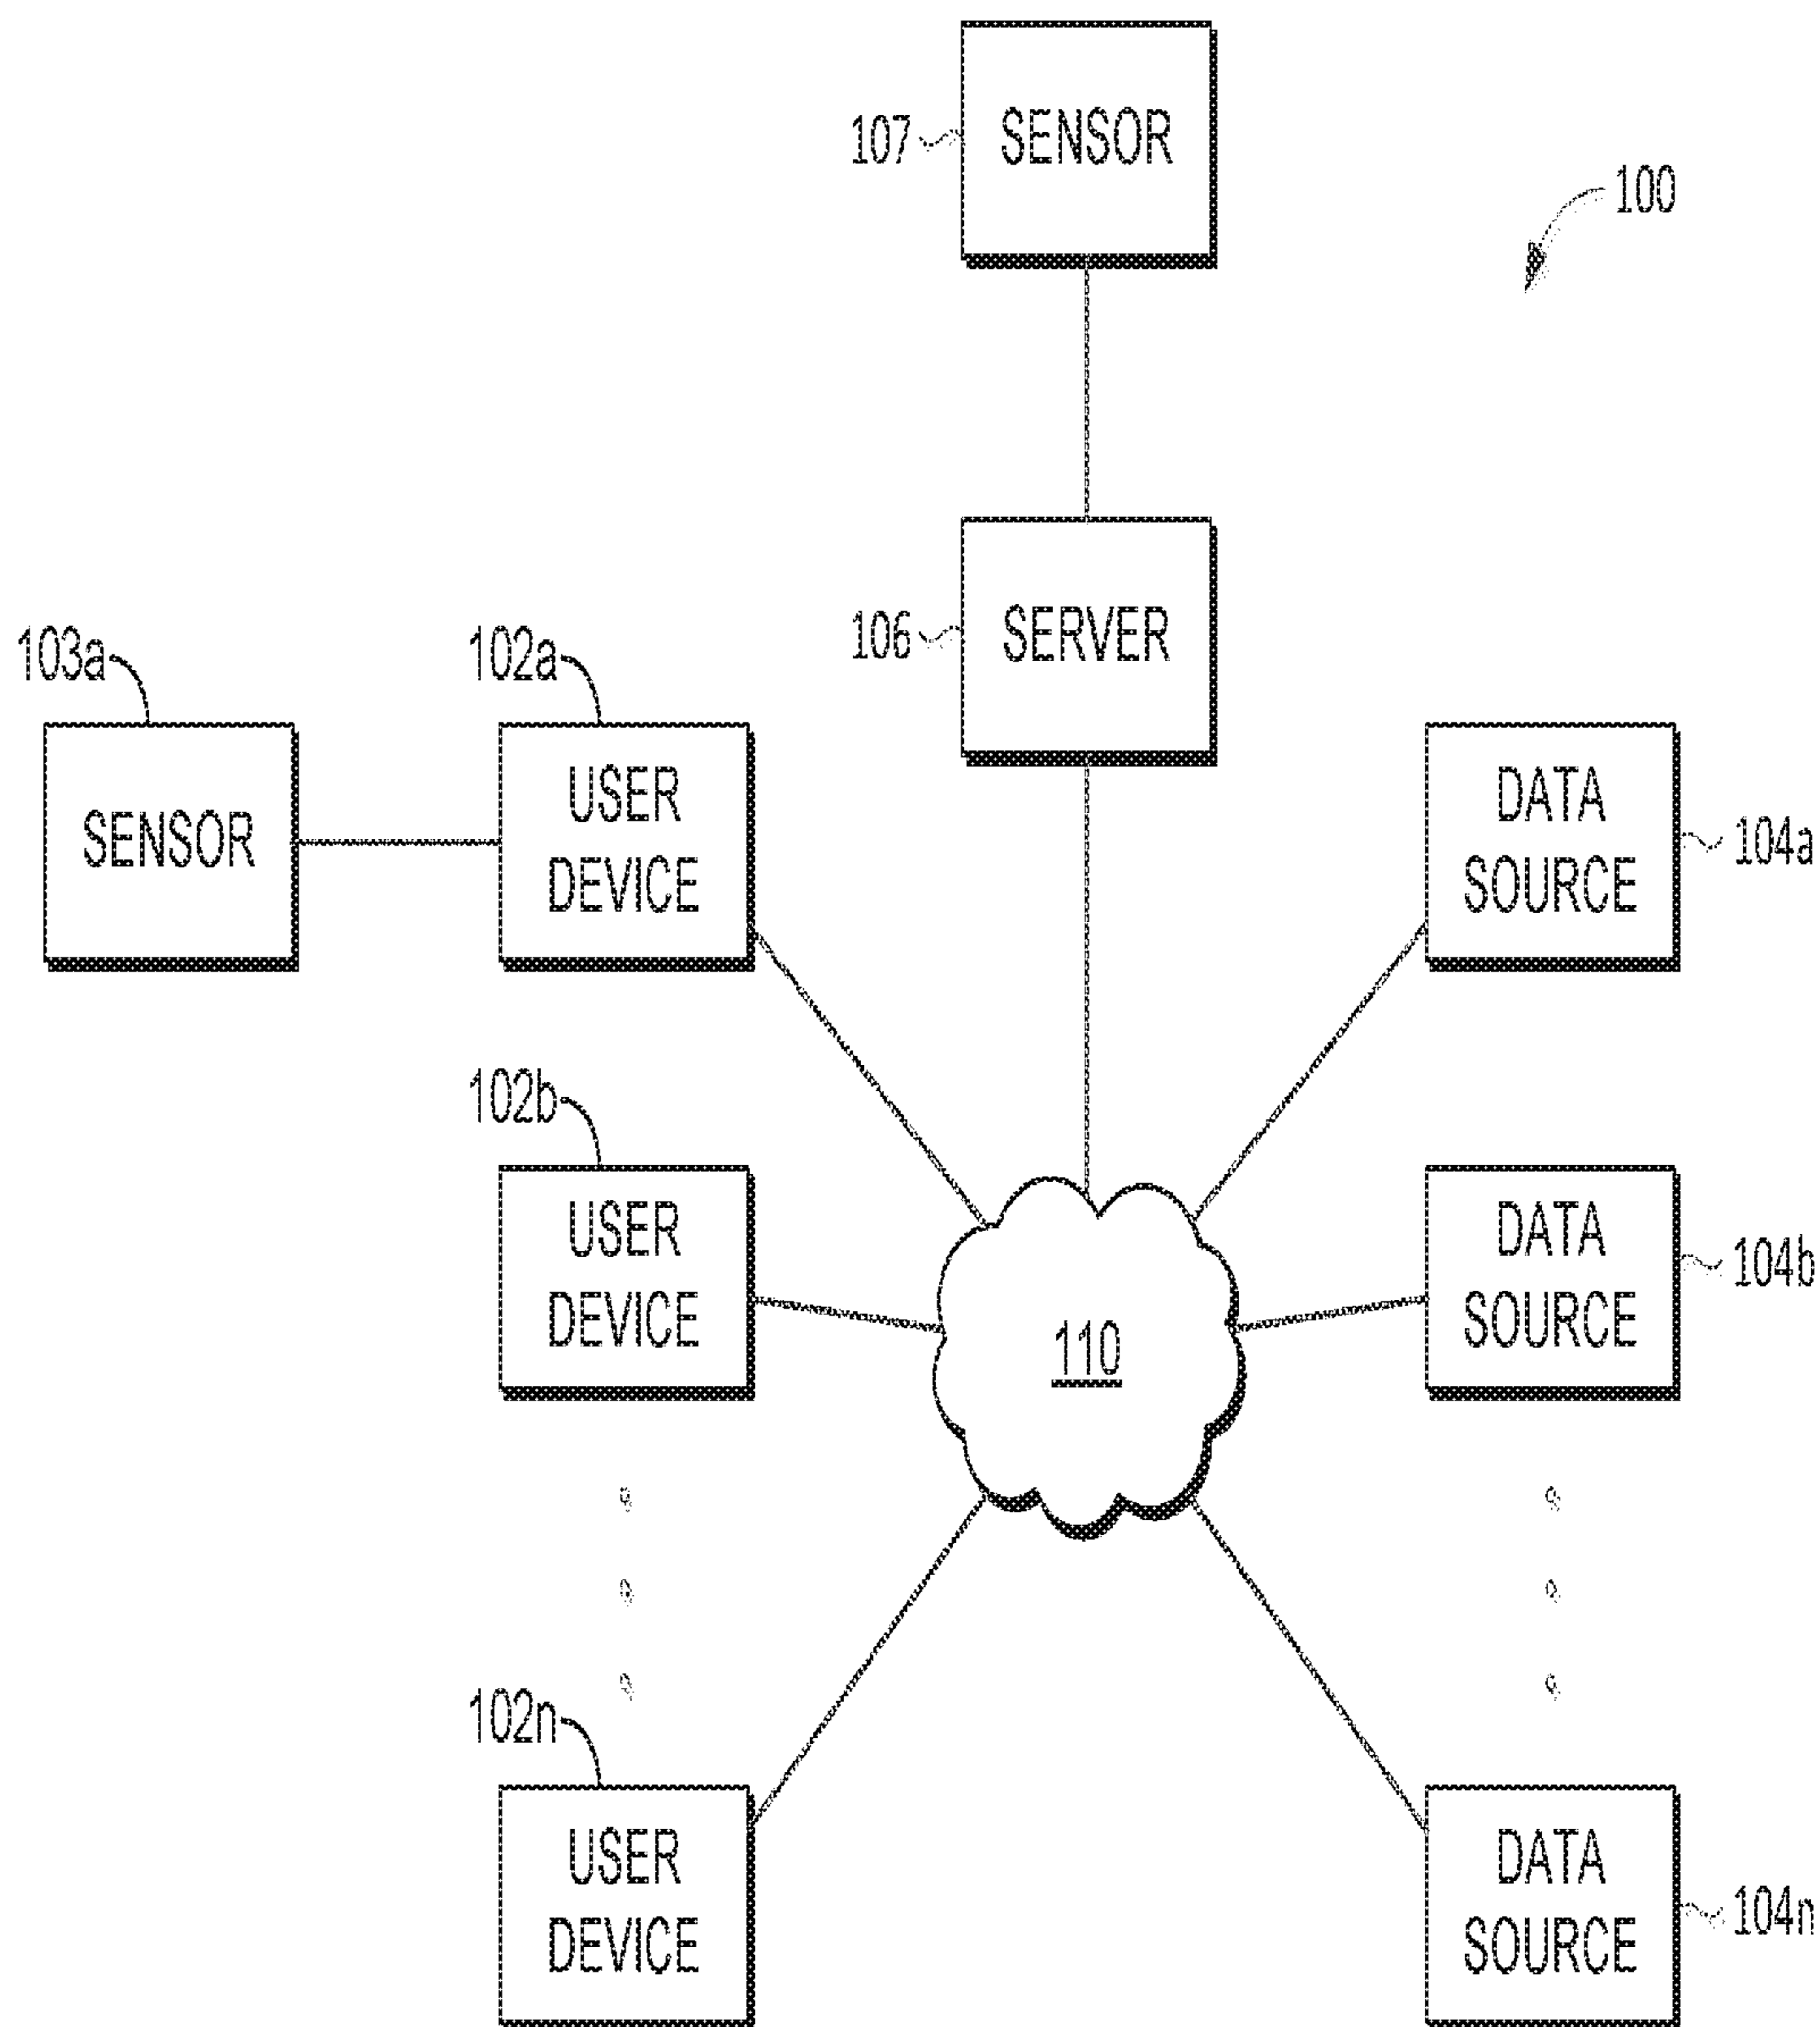 107
SENSOR
100
106
SERVER
103a
102a
SENSOR
USER
DEVICE
DATA
SOURCE
104a
102b
USER
DEVICE
110
DATA
SOURCE
104b
102n
USER
DEVICE
DATA
SOURCE
104n